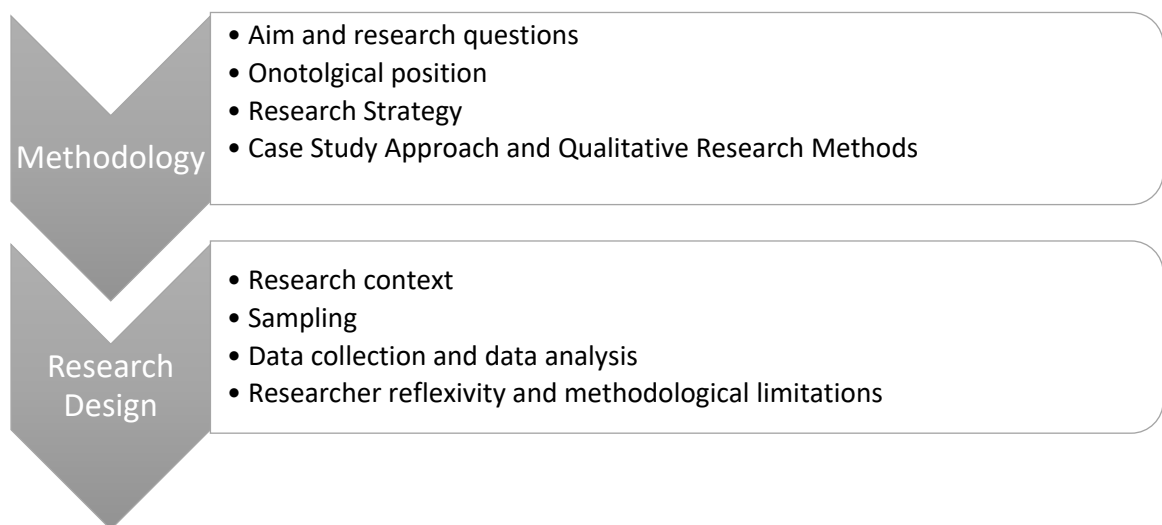 Methodology
• Aim and research questions
• Onotolgical position
• Research Strategy
• Case Study Approach and Qualitative Research Methods
Research
Design
• Research context
• Sampling
• Data collection and data analysis
• Researcher reflexivity and methodological limitations